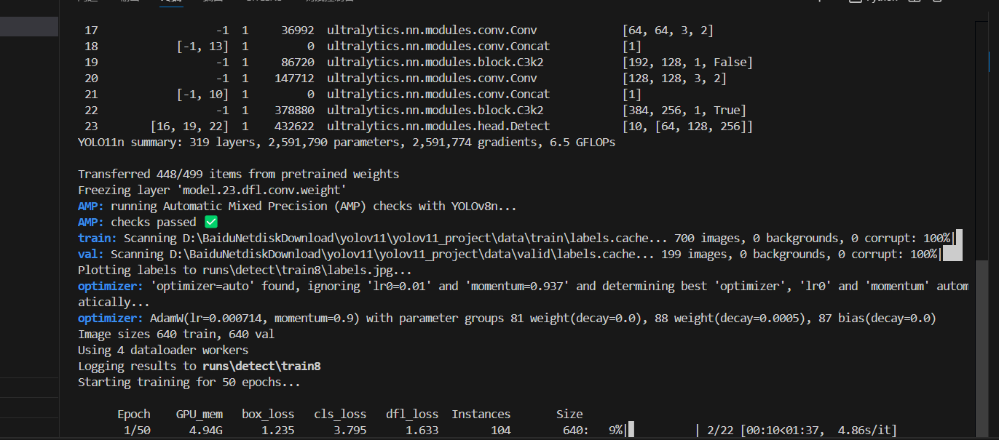 17 -1 1 36992 ultralytics.nn.modules.conv.Conv [64, 64, 3, 2]
18 [-1, 13] 1 0 ultralytics.nn.modules.conv.Concat [1]
19 -1 1 86720 ultralytics.nn.modules.block.C3k2 [192, 128, 1, False]
20 -1 1 147712 ultralytics.nn.modules.conv.Conv [128, 128, 3, 2]
21 [-1, 10] 1 0 ultralytics.nn.modules.conv.Concat [1]
22 -1 1 378880 ultralytics.nn.modules.block.C3k2 [384, 256, 1, True]
23 [16, 19, 22] 1 432622 ultralytics.nn.modules.head.Detect [10, [64, 128, 256]]
YOLO11n summary: 319 layers, 2,591,790 parameters, 2,591,774 gradients, 6.5 GFLOPs
Transferred 448/499 items from pretrained weights
Freezing layer 'model.23.dfl.conv.weight'
AMP: running Automatic Mixed Precision (AMP) checks with YOLOv8n...
AMP: checks passed ✅
train: Scanning D:\BaiduNetdiskDownload\yolov11\yolov11_project\data\train\labels.cache... 700 images, 0 backgrounds, 0 corrupt: 100%|
val: Scanning D:\BaiduNetdiskDownload\yolov11\yolov11_project\data\valid\labels.cache... 199 images, 0 backgrounds, 0 corrupt: 100%|
Plotting labels to runs\detect\train8\labels.jpg...
optimizer: 'optimizer=auto' found, ignoring 'lr0=0.01' and 'momentum=0.937' and determining best 'optimizer', 'lr0' and 'momentum' autom
atically...
optimizer: AdamW(lr=0.000714, momentum=0.9) with parameter groups 81 weight(decay=0.0), 88 weight(decay=0.0005), 87 bias(decay=0.0)
Image sizes 640 train, 640 val
Using 4 dataloader workers
Logging results to runs\detect\train8
Starting training for 50 epochs...
Epoch GPU_mem box_loss cls_loss dfl_loss Instances Size
1/50 4.94G 1.235 3.795 1.633 104 640: 9%| | 2/22 [00:10<01:37, 4.86s/it]